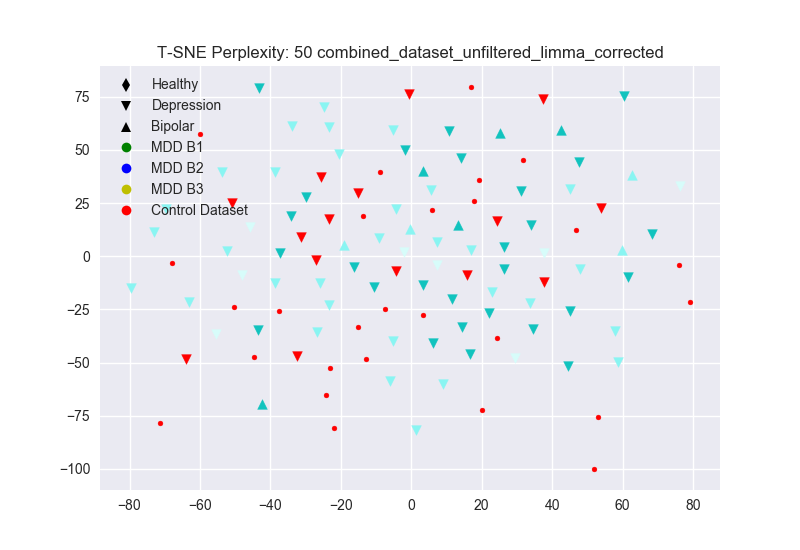 T-SNE Perplexity: 50 combined_dataset_unfiltered_limma_corrected
Healthy
Depression
Bipolar
MDD B1
MDD B2
MDD B3
Control Dataset
75
50
25
0
−25
−50
−75
−100
−80 −60 −40 −20 0 20 40 60 80